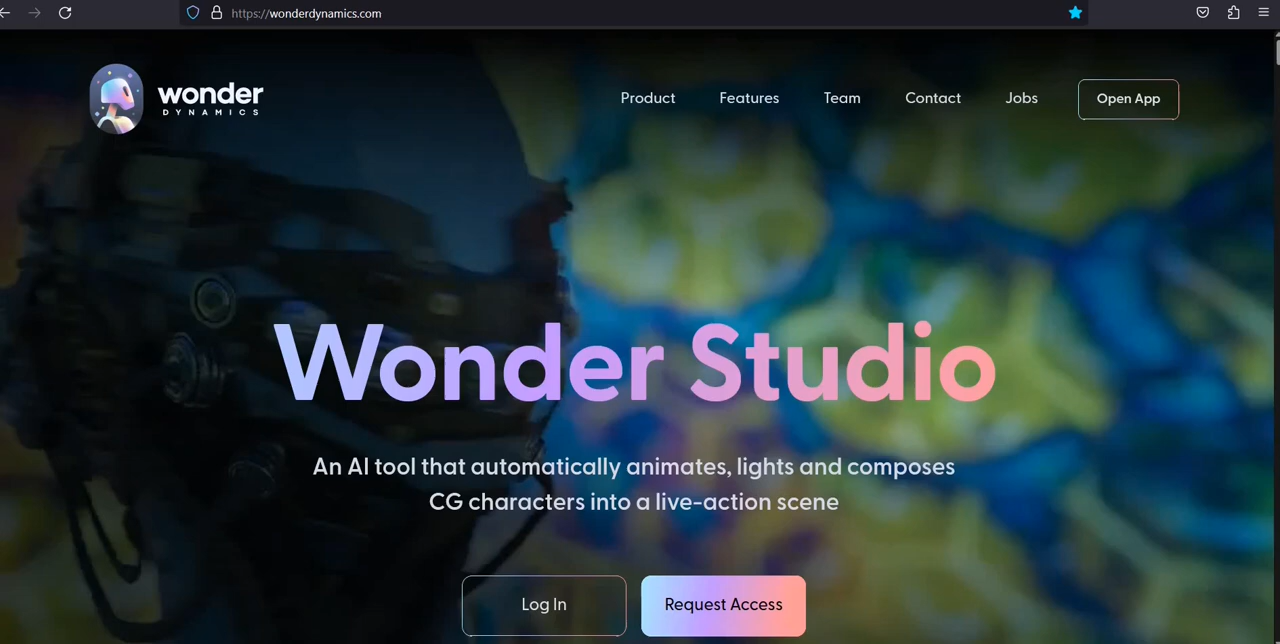 https://wonderdynamics.com
wonder
DYNAMICS
Product Features Team Contact Jobs Open App
Wonder Studio
An AI tool that automatically animates, lights and composes
CG characters into a live-action scene
Log In Request Access